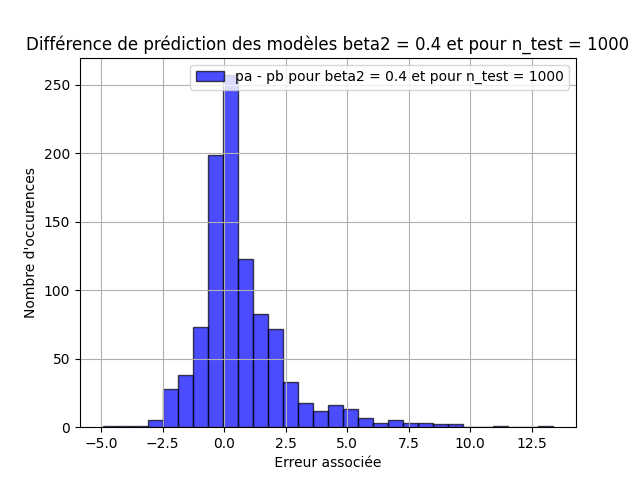 Différence de prédiction des modèles beta2 = 0.4 et pour n_test = 1000
pa - pb pour beta2 = 0.4 et pour n_test = 1000
250
200
150
100
50
0
Nombre d'occurences
−5.0 −2.5 0.0 2.5 5.0 7.5 10.0 12.5
Erreur associée